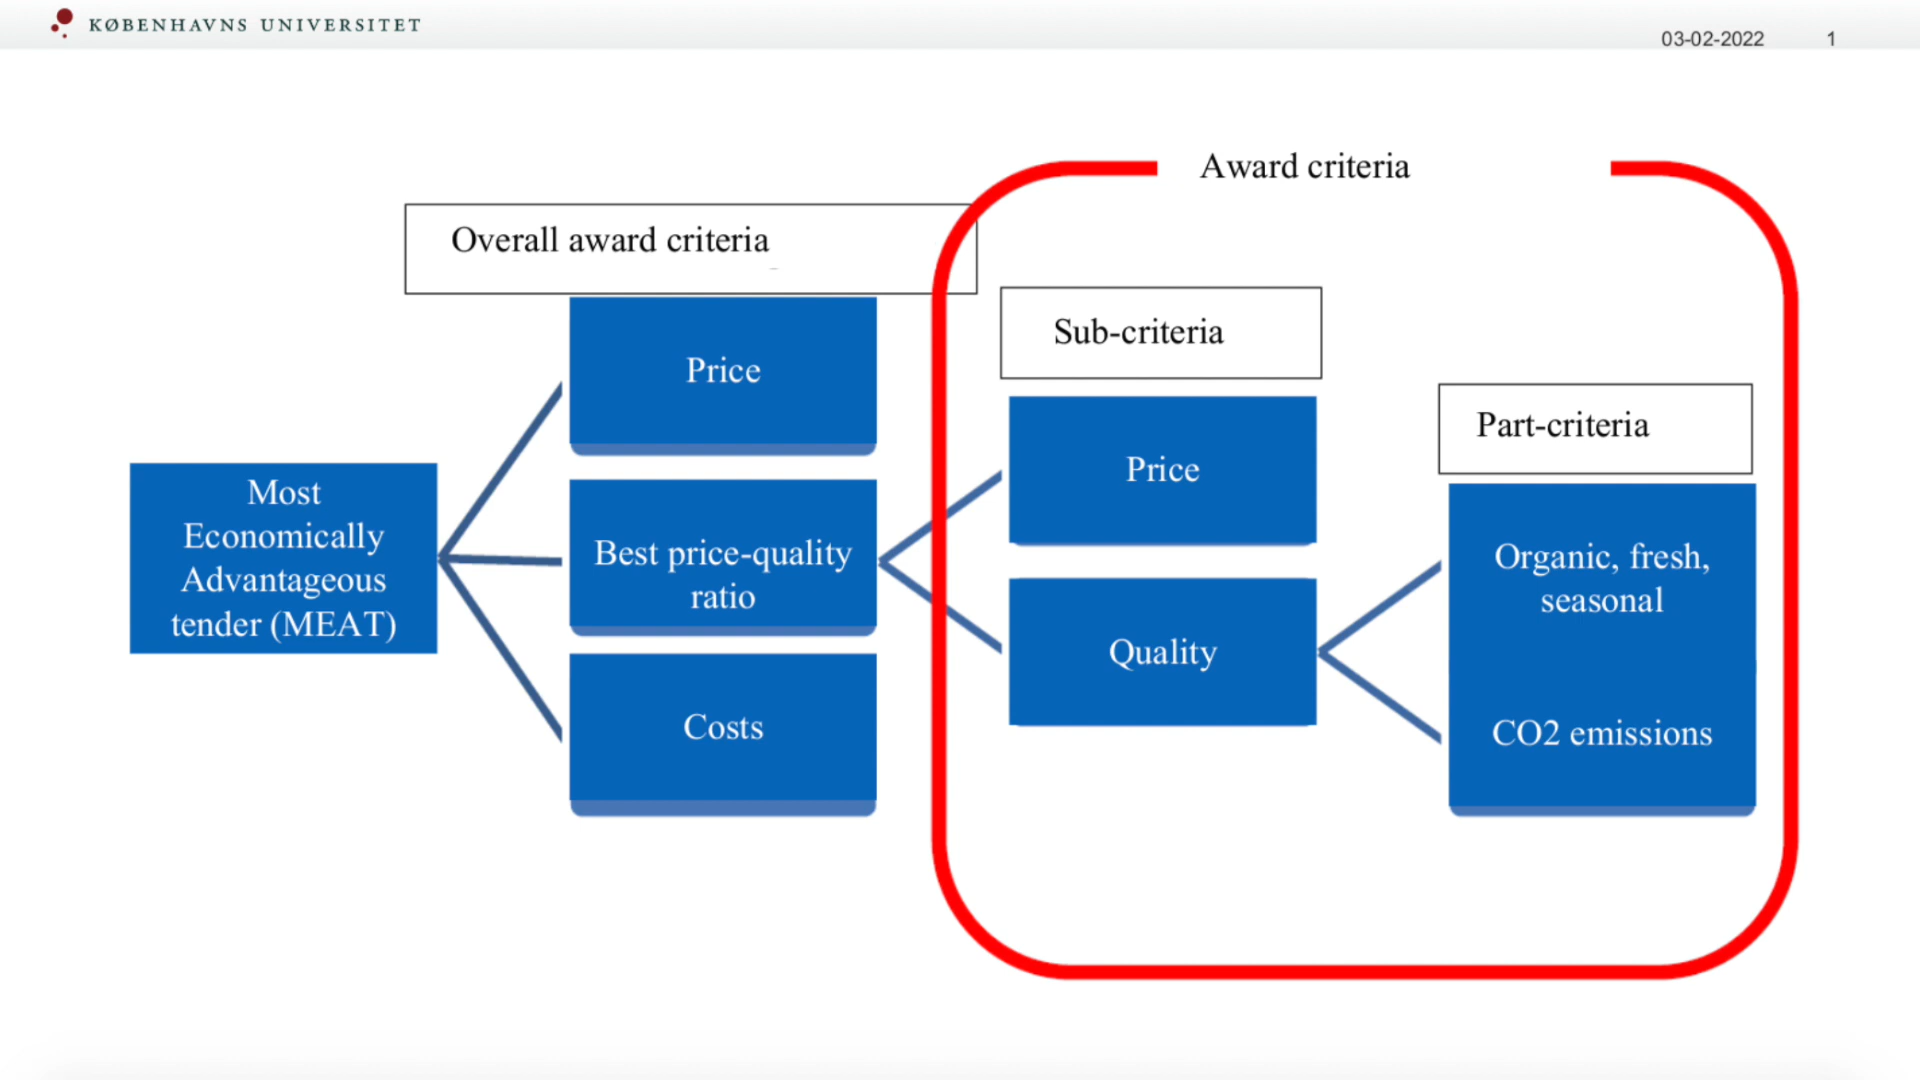 KØBENHAVNS UNIVERSITET
03-02-2022
1
Award criteria
Overall award criteria
Sub-criteria
Part-criteria
Most
Economically
Advantageous
tender (MEAT)
Price
Best price-quality
ratio
Costs
Price
Quality
Organic, fresh,
seasonal
CO2 emissions